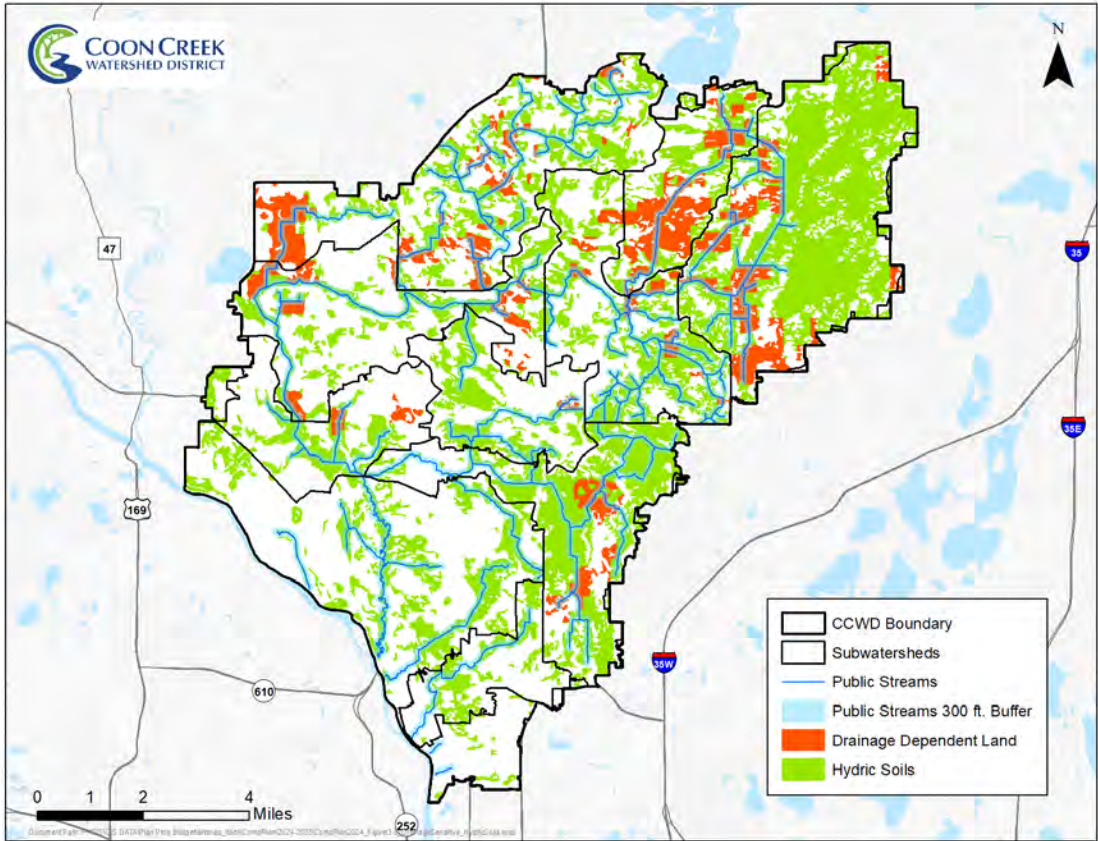 COON CREEK
WATERSHED DISTRICT
N
47
35
35E
169
35W
610
252
CCWD Boundary
Subwatersheds
Public Streams
Public Streams 300 ft. Buffer
Drainage Dependent Land
Hydric Soils
0 1 2 4
Miles